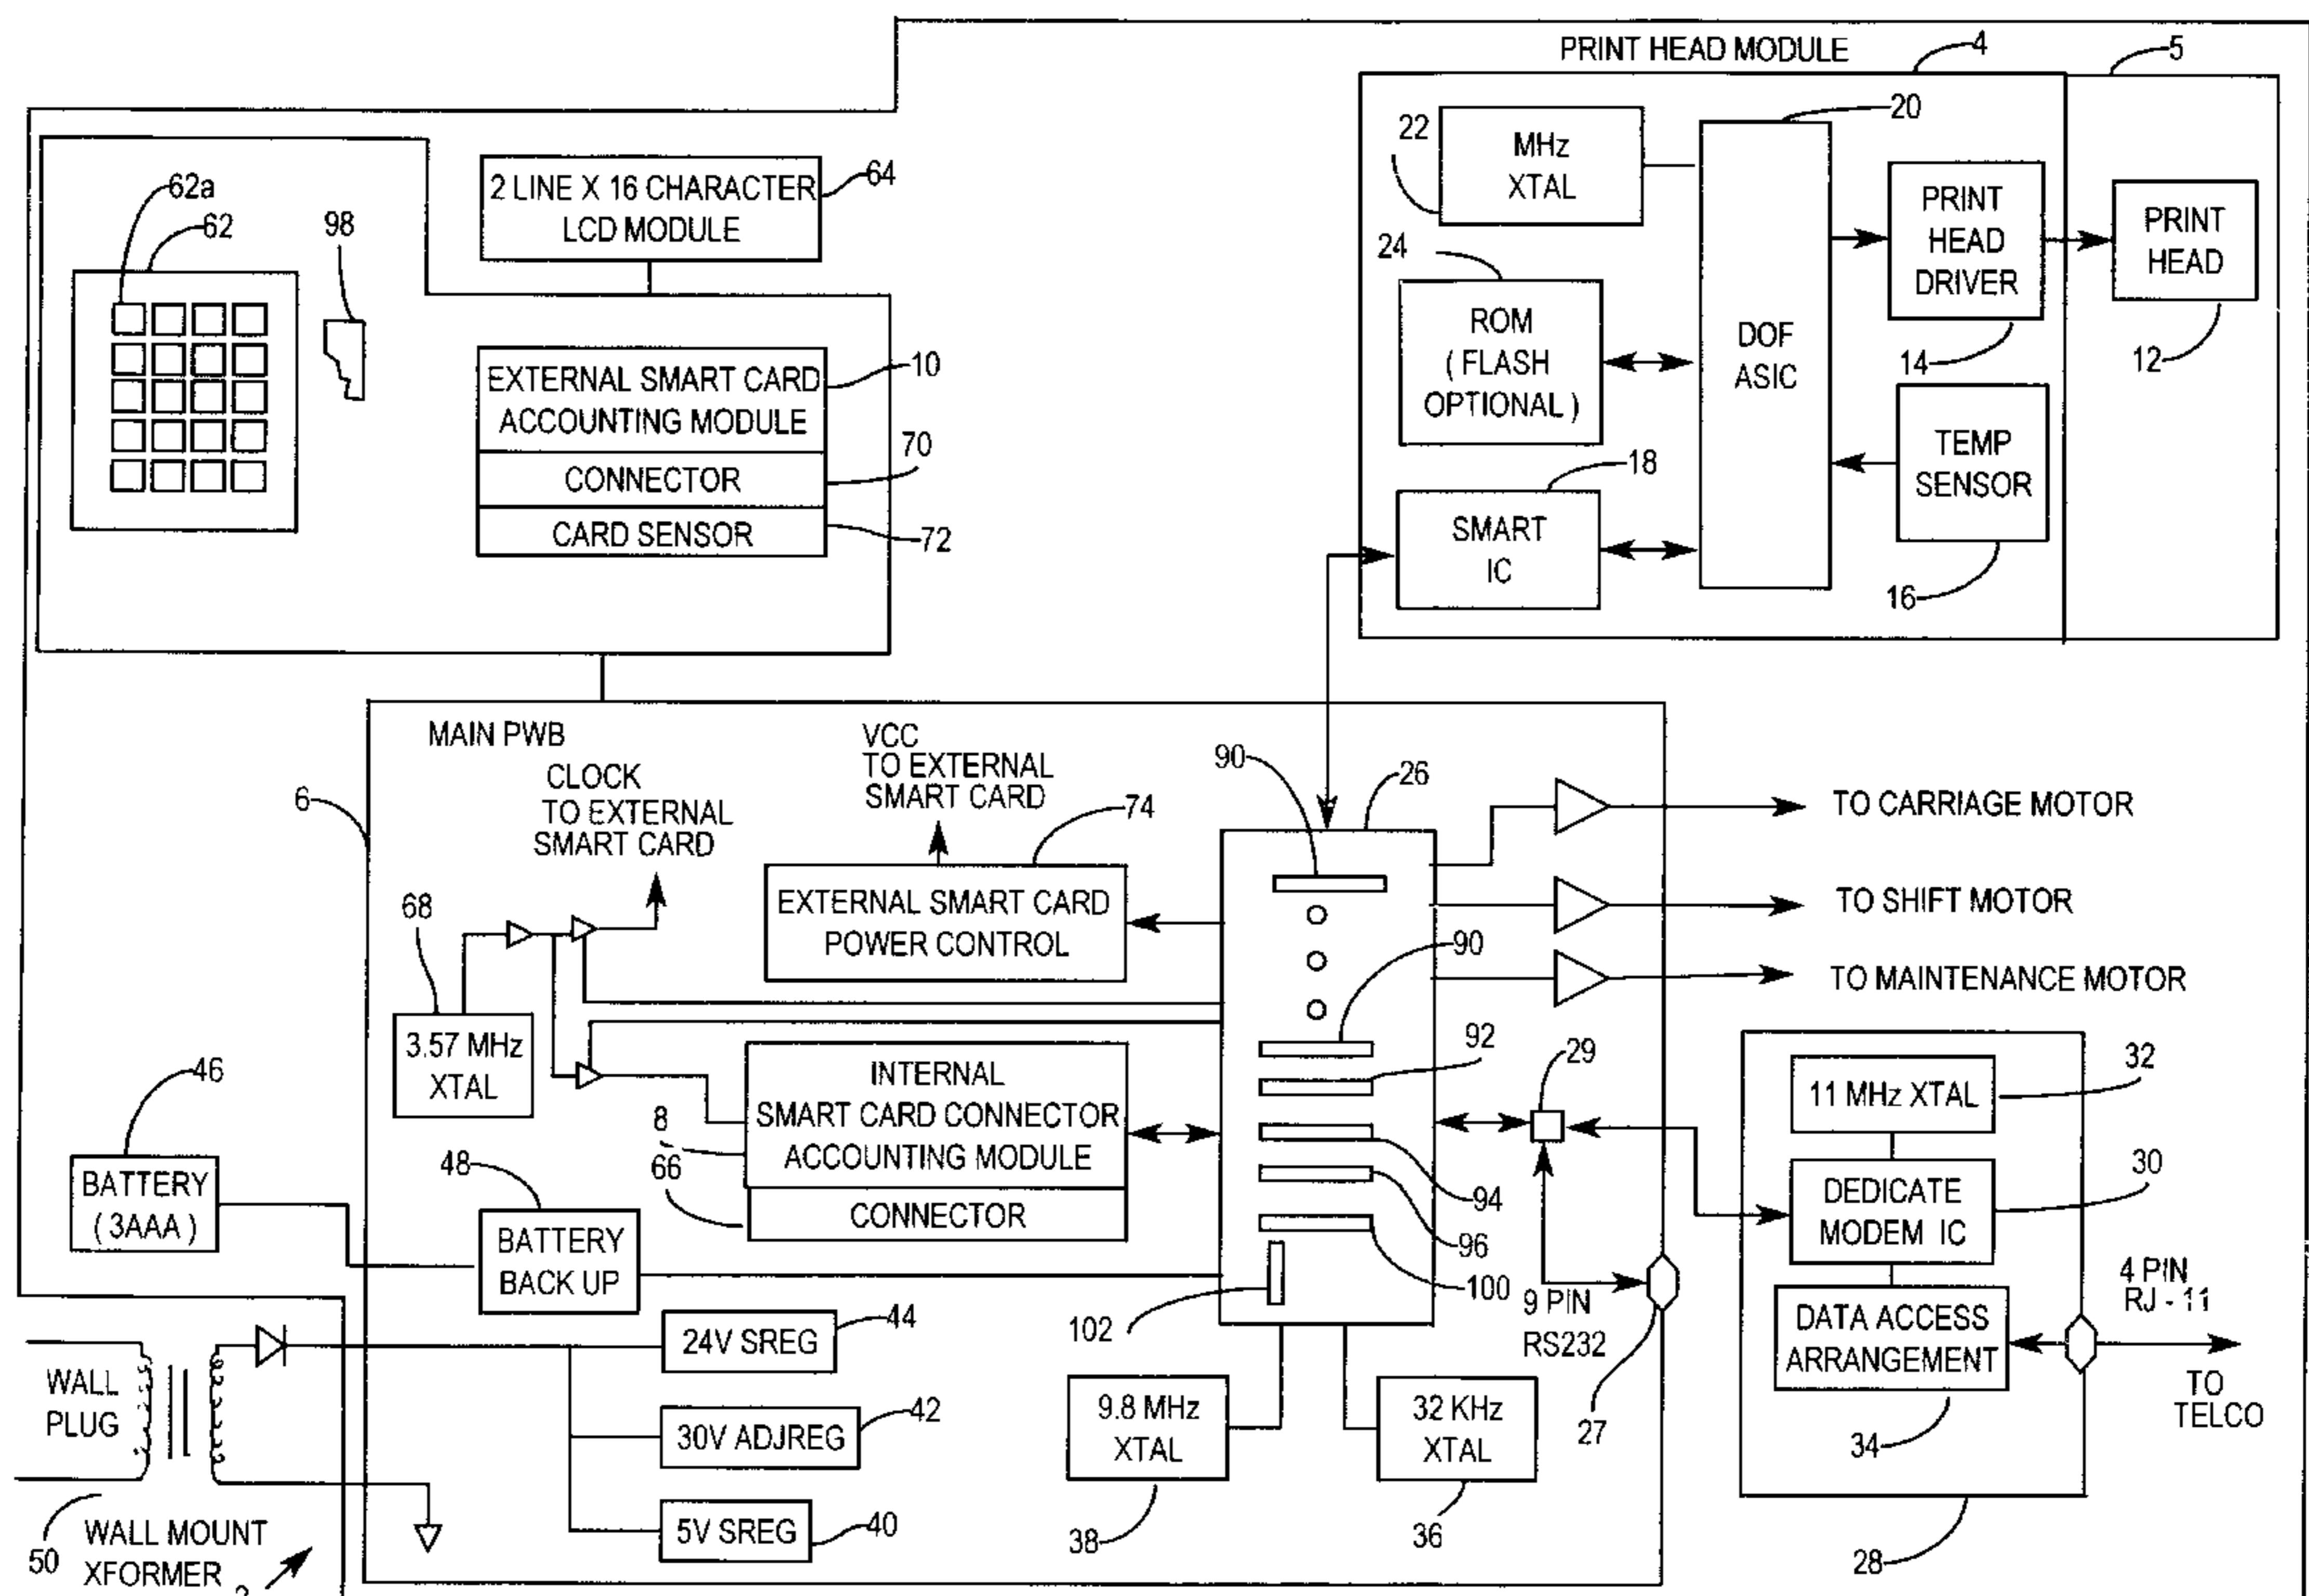 PRINT HEAD MODULE
4
5
20
22
MHz
XTAL
24
ROM
( FLASH
OPTIONAL )
DOF
ASIC
PRINT
HEAD
DRIVER
14
PRINT
HEAD
12
18
SMART
IC
TEMP
SENSOR
16
62a
62
98
2 LINE X 16 CHARACTER
LCD MODULE
64
EXTERNAL SMART CARD
ACCOUNTING MODULE
10
CONNECTOR
70
CARD SENSOR
72
MAIN PWB
6
CLOCK
TO EXTERNAL
SMART CARD
VCC
TO EXTERNAL
SMART CARD
74
EXTERNAL SMART CARD
POWER CONTROL
68
3.57 MHz
XTAL
90
26
90
92
94
96
100
102
TO CARRIAGE MOTOR
TO SHIFT MOTOR
TO MAINTENANCE MOTOR
INTERNAL
SMART CARD CONNECTOR
ACCOUNTING MODULE
8
66
CONNECTOR
46
BATTERY
( 3AAA )
48
BATTERY
BACK UP
29
9 PIN
RS232
27
11 MHz XTAL
32
DEDICATE
MODEM IC
30
DATA ACCESS
ARRANGEMENT
34
4 PIN
RJ - 11
TO
TELCO
28
24V SREG
44
30V ADJREG
42
5V SREG
40
9.8 MHz
XTAL
38
32 KHz
XTAL
36
WALL
PLUG
50
WALL MOUNT
XFORMER